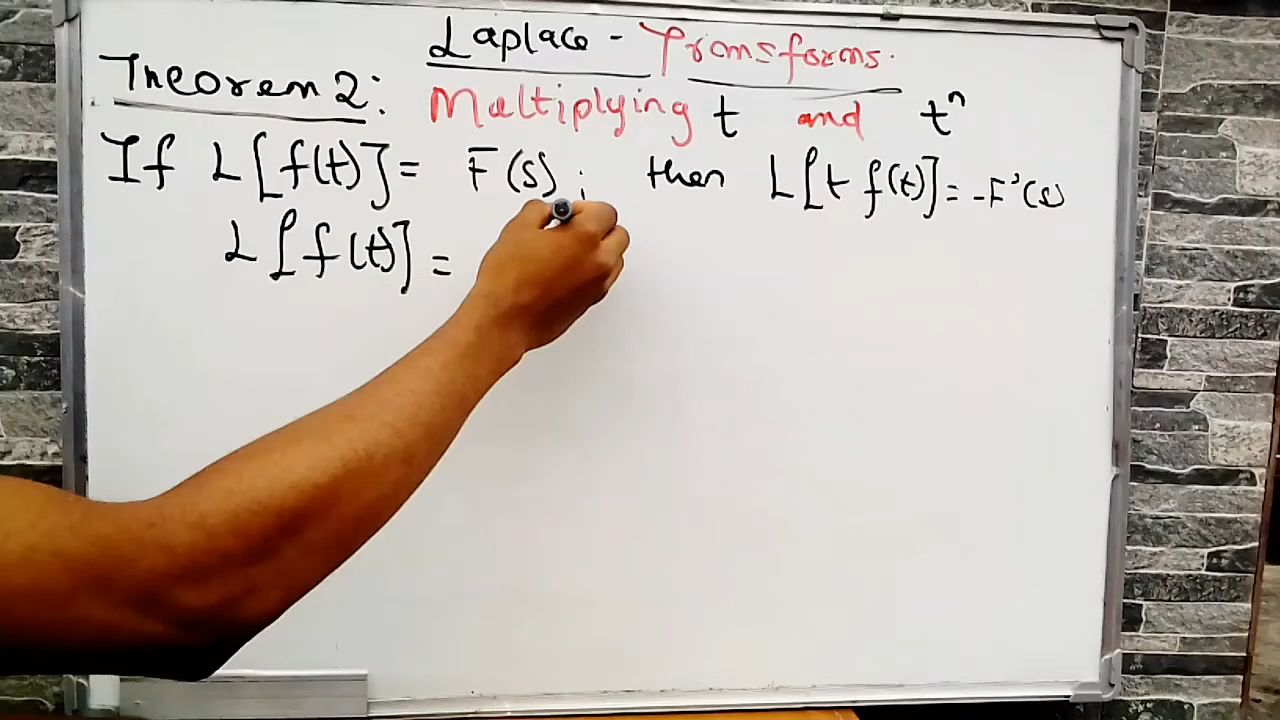 Laplace - Transforms.
Theorem 2: Multiplying t and tⁿ
If L[f(t)] = F(s); then L[t f(t)] = -F'(s)
L[f(t)] =